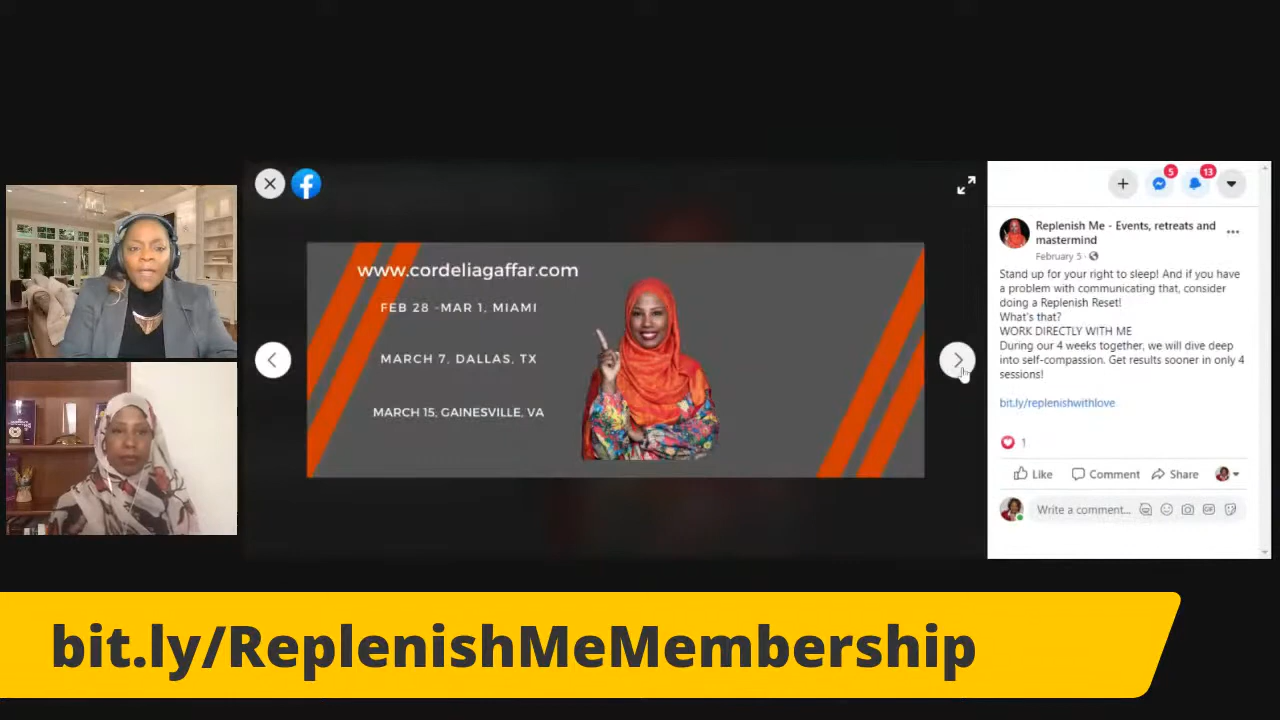 www.cordeliagaffar.com
FEB 28 -MAR 1, MIAMI
MARCH 7, DALLAS, TX
MARCH 15, GAINESVILLE, VA
5
13
Replenish Me - Events, retreats and
mastermind
February 5 ·
Stand up for your right to sleep! And if you have
a problem with communicating that, consider
doing a Replenish Reset!
What's that?
WORK DIRECTLY WITH ME
During our 4 weeks together, we will dive deep
into self-compassion. Get results sooner in only 4
sessions!
bit.ly/replenishwithlove
1
Like Comment Share
Write a comment...
bit.ly/ReplenishMeMembership